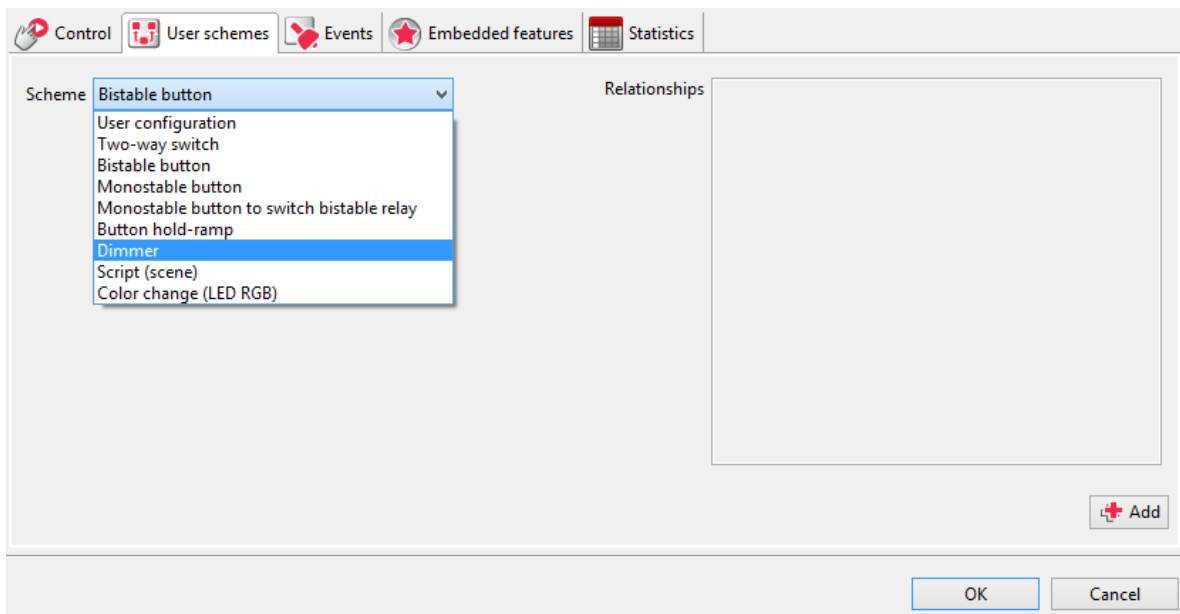 Control User schemes Events Embedded features Statistics
Scheme Bistable button Relationships
User configuration
Two-way switch
Bistable button
Monostable button
Monostable button to switch bistable relay
Button hold-ramp
Dimmer
Script (scene)
Color change (LED RGB)
Add
OK Cancel